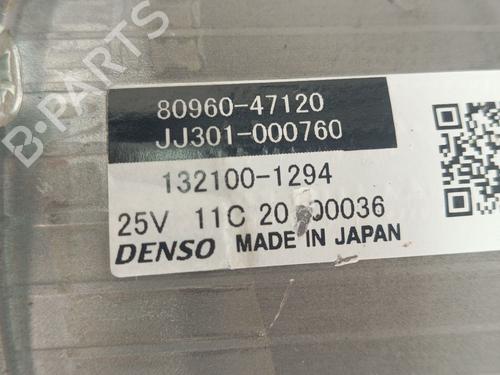 B-PARTS
80960-47120
JJ301-000760
132100-1294
25V 11C 20 00036
DENSO MADE IN JAPAN